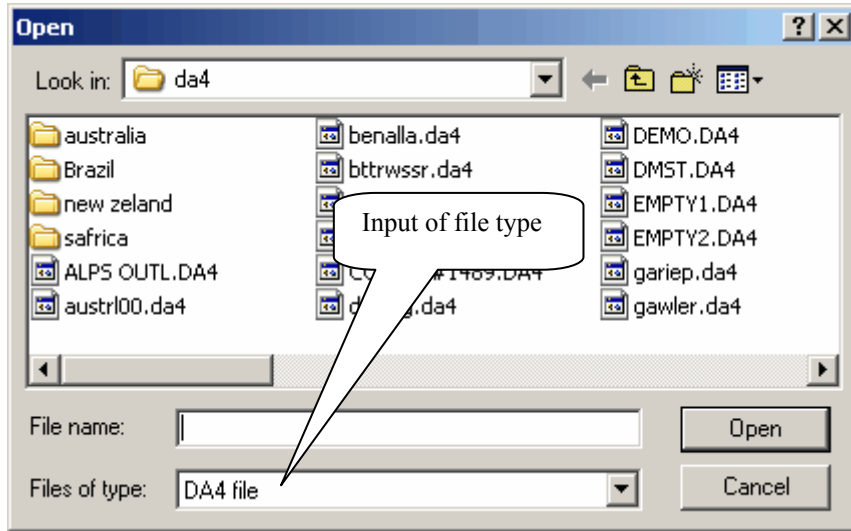 Open
Look in: da4
australia benalla.da4 DEMO.DA4
Brazil bttrwssr.da4 DMST.DA4
new zeland EMPTY1.DA4
safrica EMPTY2.DA4
Input of file type
ALPS OUTL.DA4 gariep.da4
austrl00.da4 gawler.da4
File name: Open
Files of type: DA4 file Cancel